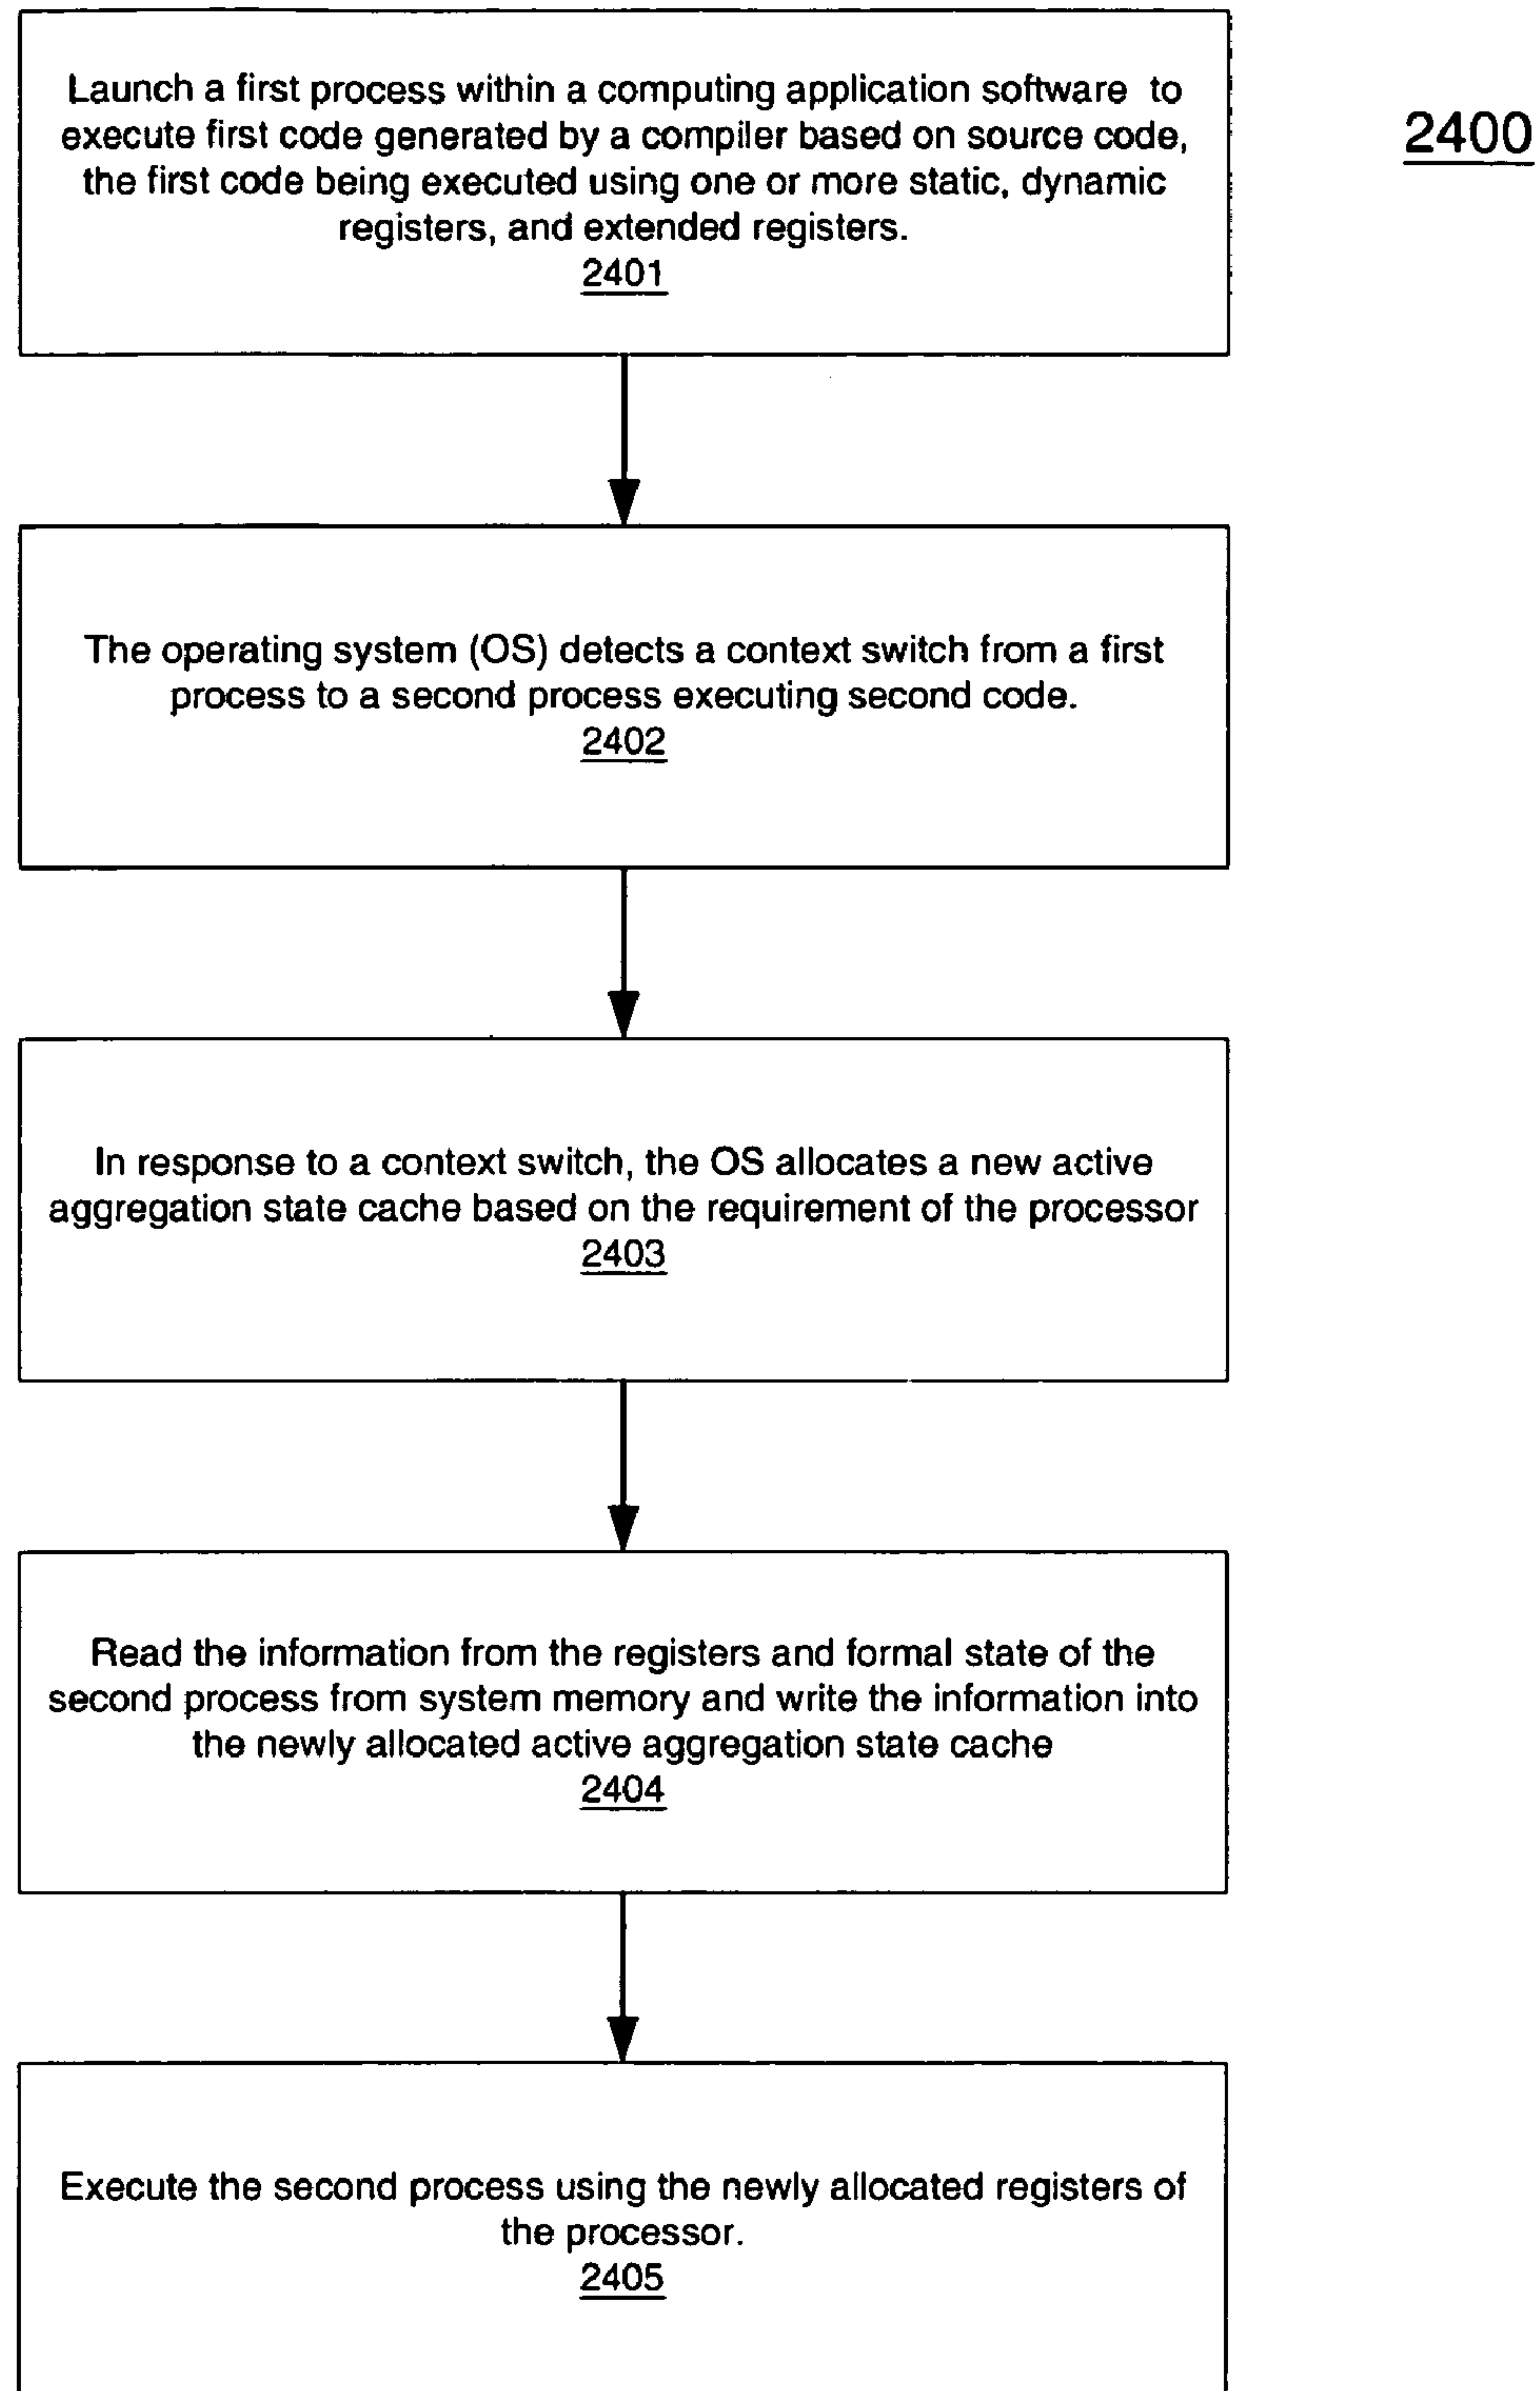 Launch a first process within a computing application software to
execute first code generated by a compiler based on source code,
the first code being executed using one or more static, dynamic
registers, and extended registers.
2401
2400
The operating system (OS) detects a context switch from a first
process to a second process executing second code.
2402
In response to a context switch, the OS allocates a new active
aggregation state cache based on the requirement of the processor
2403
Read the information from the registers and formal state of the
second process from system memory and write the information into
the newly allocated active aggregation state cache
2404
Execute the second process using the newly allocated registers of
the processor.
2405